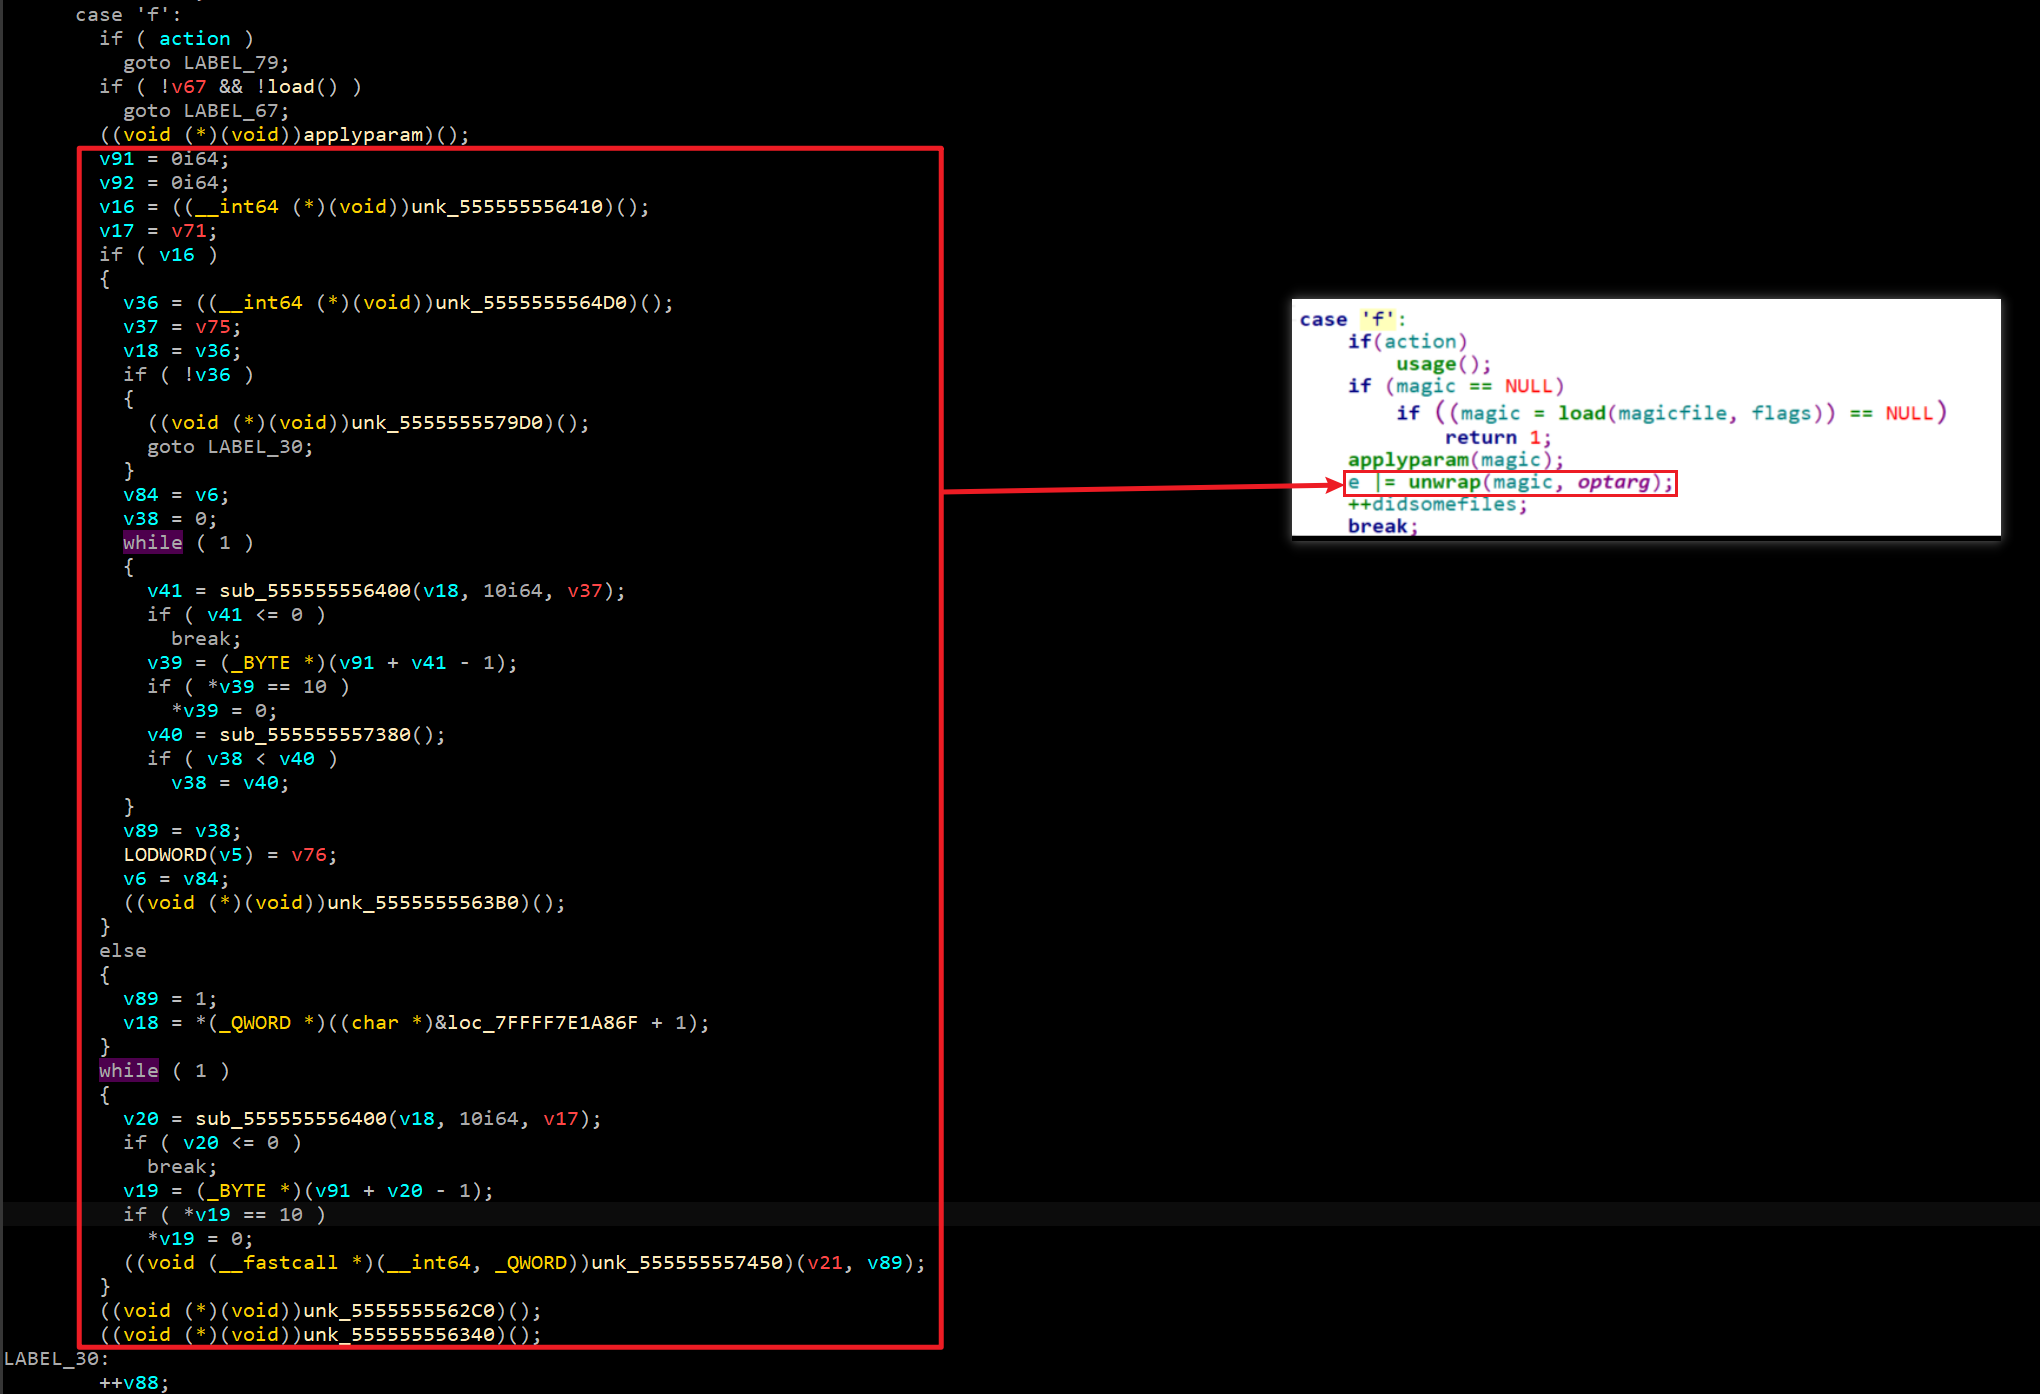 case 'f':
if ( action )
goto LABEL_79;
if ( !v67 && !load() )
goto LABEL_67;
((void (*)(void))applyparam)();
v91 = 0i64;
v92 = 0i64;
v16 = ((__int64 (*)(void))unk_555555556410)();
v17 = v71;
if ( v16 )
{
v36 = ((__int64 (*)(void))unk_5555555564D0)();
v37 = v75;
v18 = v36;
if ( !v36 )
{
((void (*)(void))unk_5555555579D0)();
goto LABEL_30;
}
v84 = v6;
v38 = 0;
while ( 1 )
{
v41 = sub_555555556400(v18, 10i64, v37);
if ( v41 <= 0 )
break;
v39 = (_BYTE *)(v91 + v41 - 1);
if ( *v39 == 10 )
*v39 = 0;
v40 = sub_555555557380();
if ( v38 < v40 )
v38 = v40;
}
v89 = v38;
LODWORD(v5) = v76;
v6 = v84;
((void (*)(void))unk_5555555563B0)();
}
else
{
v89 = 1;
v18 = *(_QWORD *)((char *)&loc_7FFFF7E1A86F + 1);
}
while ( 1 )
{
v20 = sub_555555556400(v18, 10i64, v17);
if ( v20 <= 0 )
break;
v19 = (_BYTE *)(v91 + v20 - 1);
if ( *v19 == 10 )
*v19 = 0;
((void (__fastcall *)(__int64, _QWORD))unk_555555557450)(v21, v89);
}
((void (*)(void))unk_5555555562C0)();
((void (*)(void))unk_555555556340)();
LABEL_30:
++v88;
case 'f':
if(action)
usage();
if (magic == NULL)
if ((magic = load(magicfile, flags)) == NULL)
return 1;
applyparam(magic);
e |= unwrap(magic, optarg);
++didsomefiles;
break;